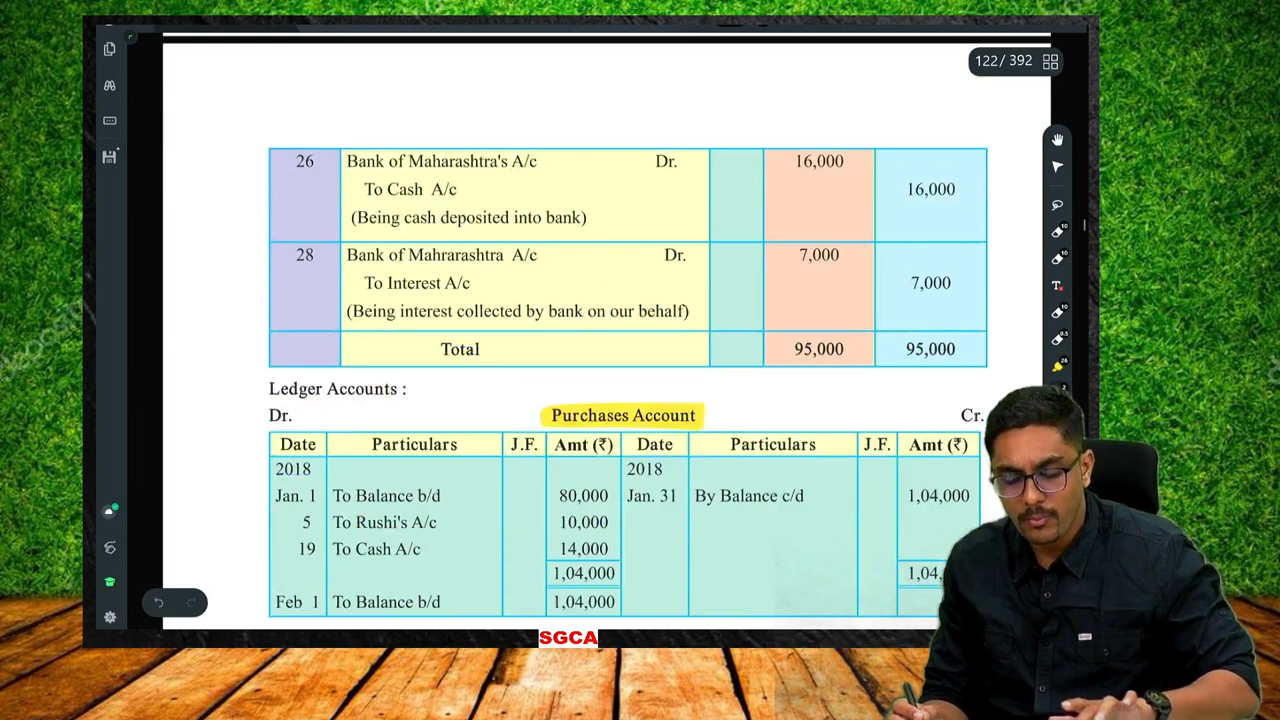 122/ 392
26 Bank of Maharashtra's A/c Dr. 16,000
To Cash A/c 16,000
(Being cash deposited into bank)
28 Bank of Mahrarashtra A/c Dr. 7,000
To Interest A/c 7,000
(Being interest collected by bank on our behalf)
Total 95,000 95,000
Ledger Accounts :
Dr. Purchases Account Cr.
Date Particulars J.F. Amt (₹) Date Particulars J.F. Amt (₹)
2018 2018
Jan. 1 To Balance b/d 80,000 Jan. 31 By Balance c/d 1,04,000
5 To Rushi's A/c 10,000
19 To Cash A/c 14,000
1,04,000 1,04,
Feb 1 To Balance b/d 1,04,000
SGCA